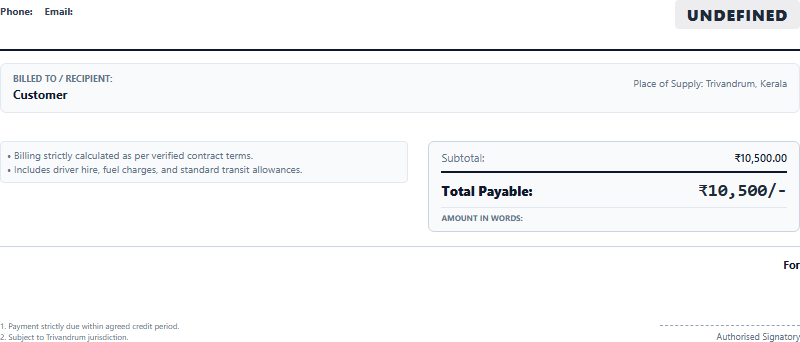 Phone: Email:
UNDEFINED
BILLED TO / RECIPIENT:
Customer
Place of Supply: Trivandrum, Kerala
• Billing strictly calculated as per verified contract terms.
• Includes driver hire, fuel charges, and standard transit allowances.
Subtotal: ₹10,500.00
Total Payable: ₹10,500/-
AMOUNT IN WORDS:
For
1. Payment strictly due within agreed credit period.
2. Subject to Trivandrum jurisdiction.
Authorised Signatory